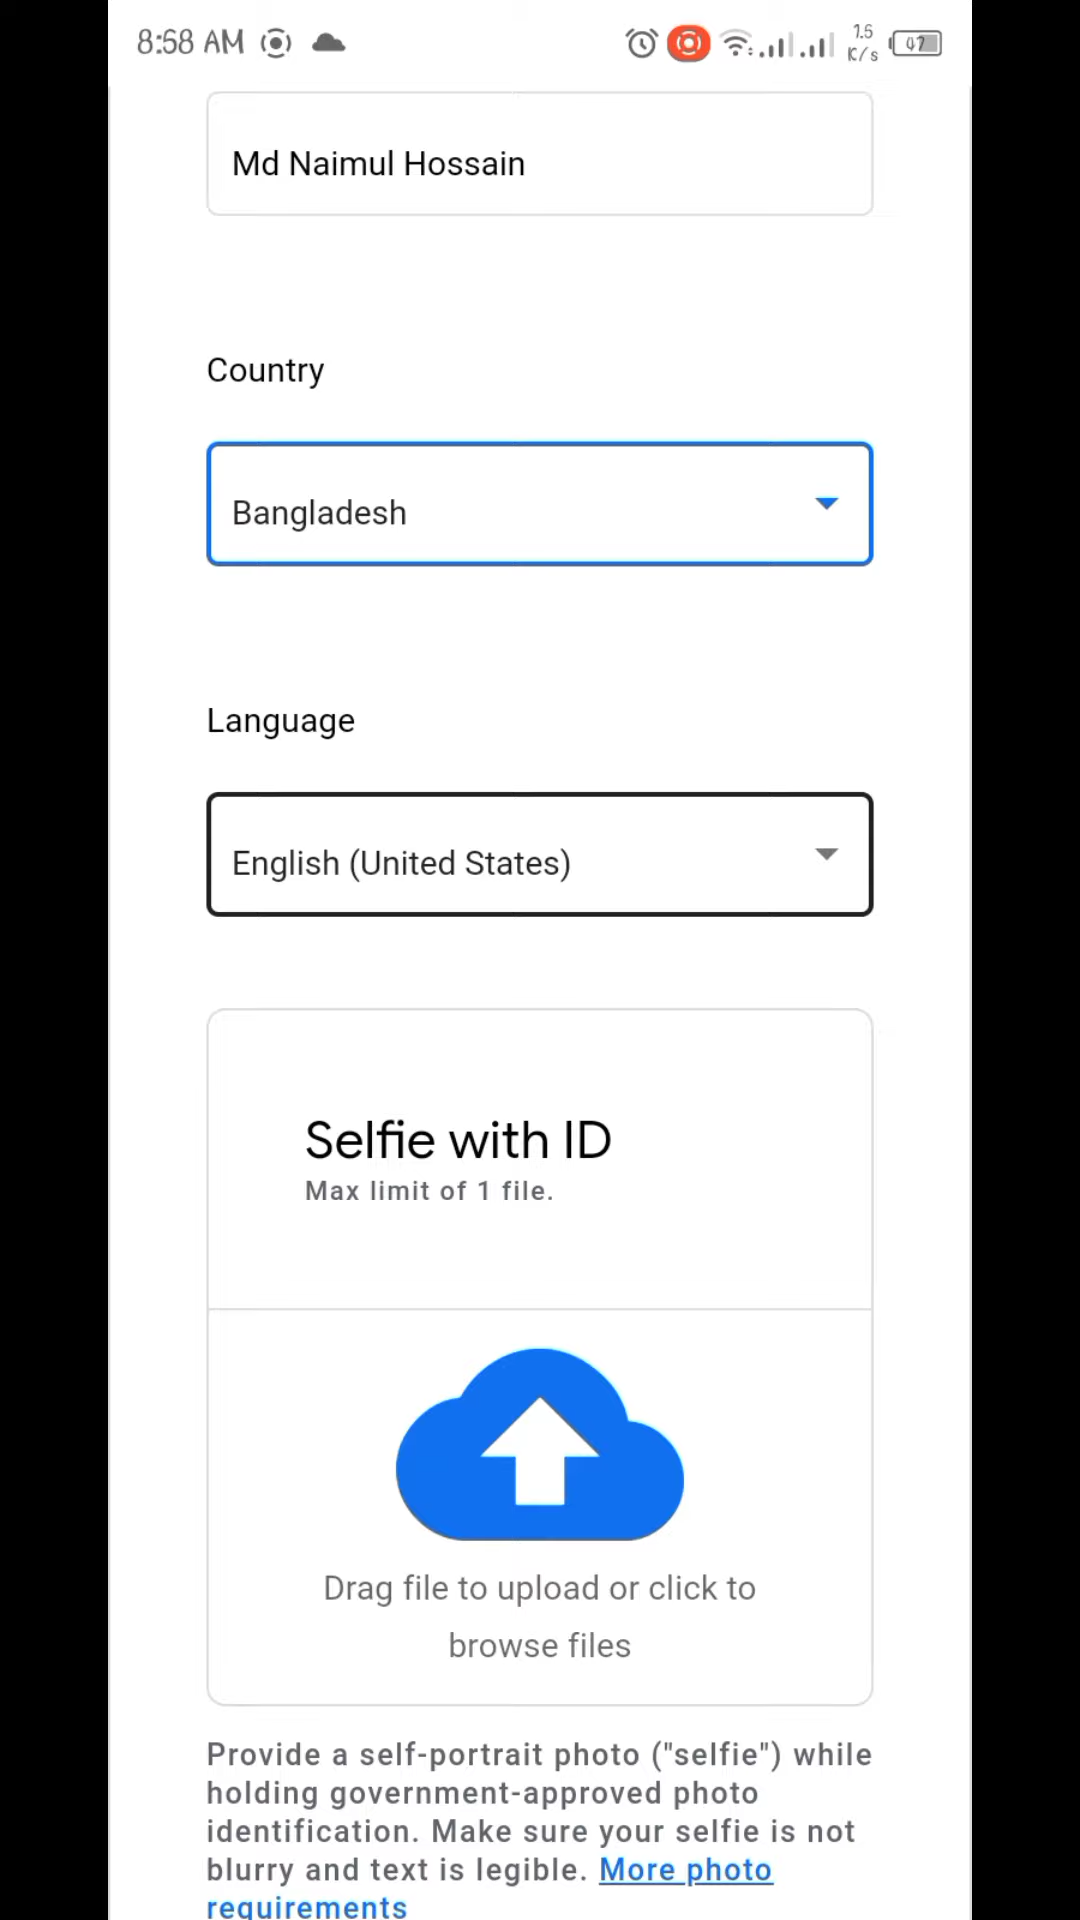 8:58 AM
1.5
K/s
47
Md Naimul Hossain
Country
Bangladesh
Language
English (United States)
Selfie with ID
Max limit of 1 file.
Drag file to upload or click to
browse files
Provide a self-portrait photo ("selfie") while
holding government-approved photo
identification. Make sure your selfie is not
blurry and text is legible. More photo
requirements